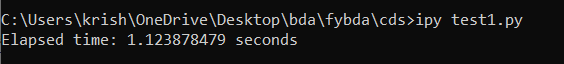 C:\Users\krish\OneDrive\Desktop\bda\fybda\cds>ipy test1.py
Elapsed time: 1.123878479 seconds